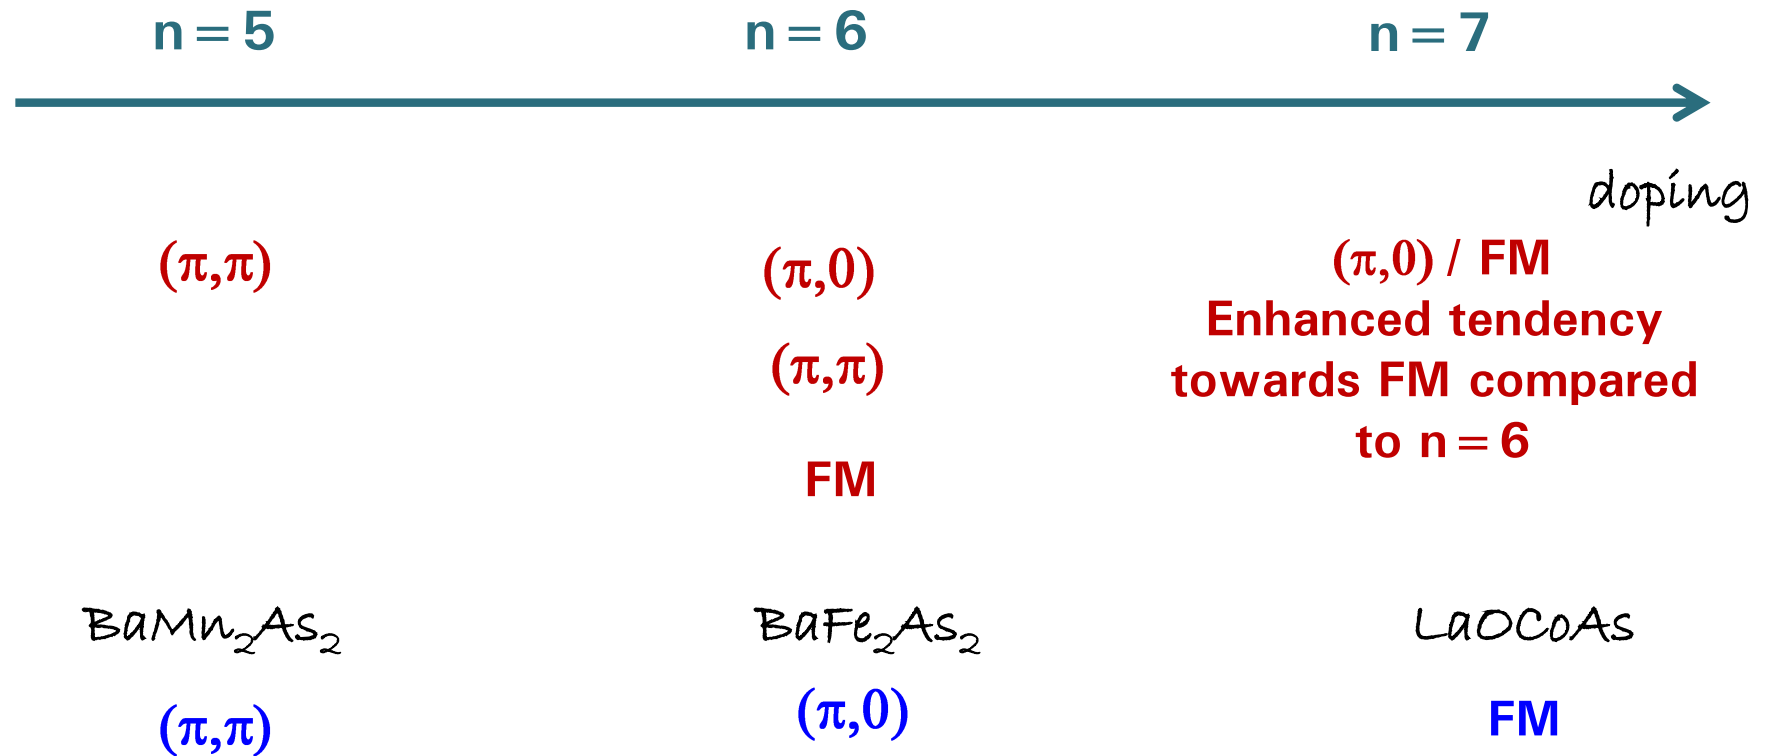 n = 5 n = 6 n = 7
doping
(π,π) (π,0) (π,0) / FM
Enhanced tendency
(π,π) towards FM compared
to n = 6
FM
BaMn₂As₂ BaFe₂As₂ LaOCoAs
(π,π) (π,0) FM